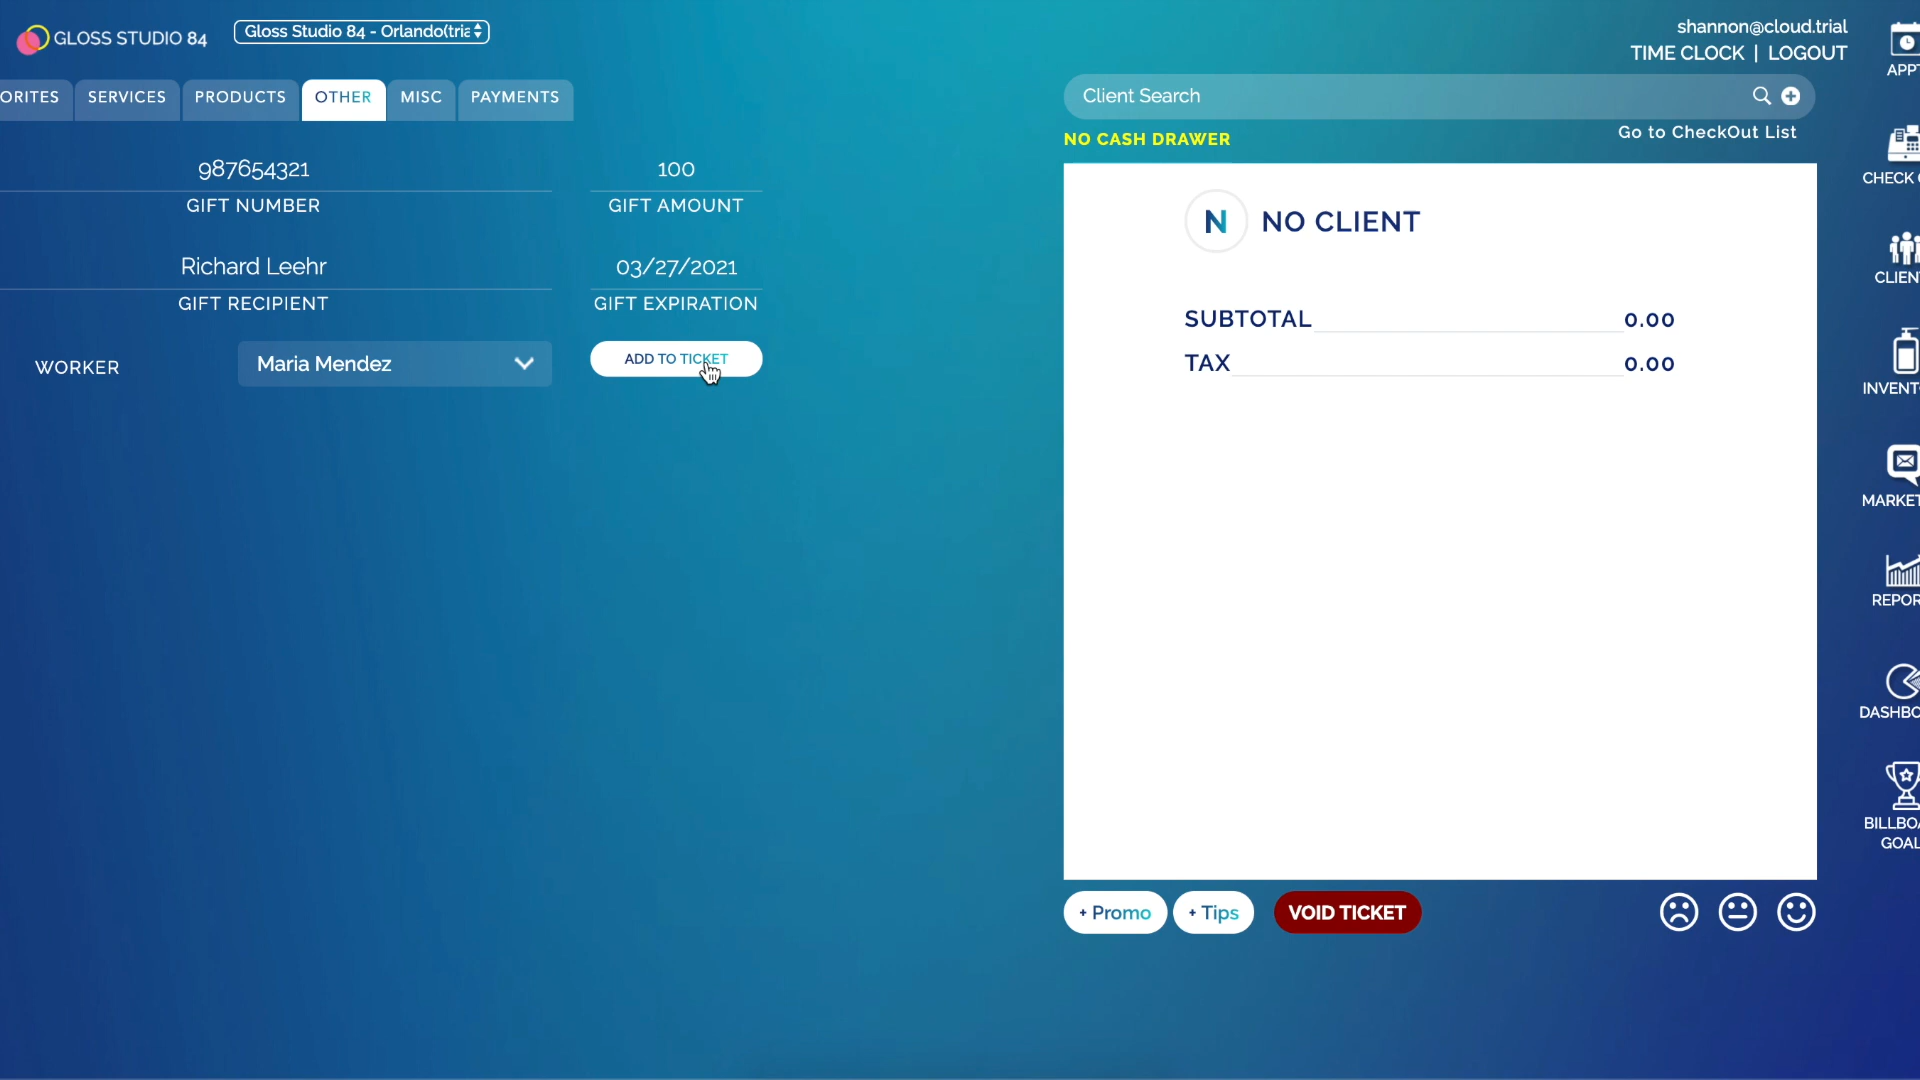 GLOSS STUDIO 84
Gloss Studio 84 - Orlando(tria
shannon@cloud.trial
TIME CLOCK | LOGOUT
ORITES
SERVICES
PRODUCTS
OTHER
MISC
PAYMENTS
Client Search
NO CASH DRAWER
Go to CheckOut List
987654321
GIFT NUMBER
100
GIFT AMOUNT
Richard Leehr
GIFT RECIPIENT
03/27/2021
GIFT EXPIRATION
WORKER
Maria Mendez
ADD TO TICKET
N NO CLIENT
SUBTOTAL 0.00
TAX 0.00
+ Promo
+ Tips
VOID TICKET
APPT
CHECK
CLIEN
INVENT
MARKET
REPOR
DASHBO
BILLBO
GOAL